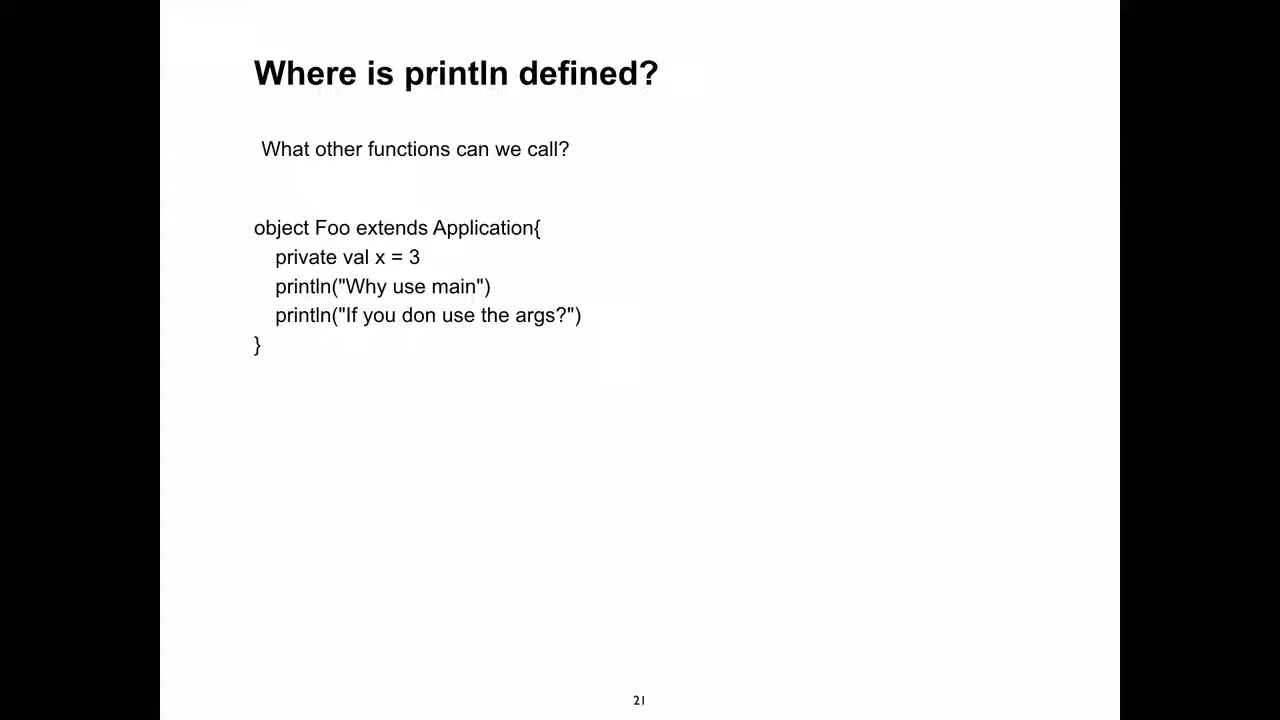 Where is println defined?
What other functions can we call?
object Foo extends Application{
private val x = 3
println("Why use main")
println("If you don use the args?")
}
21